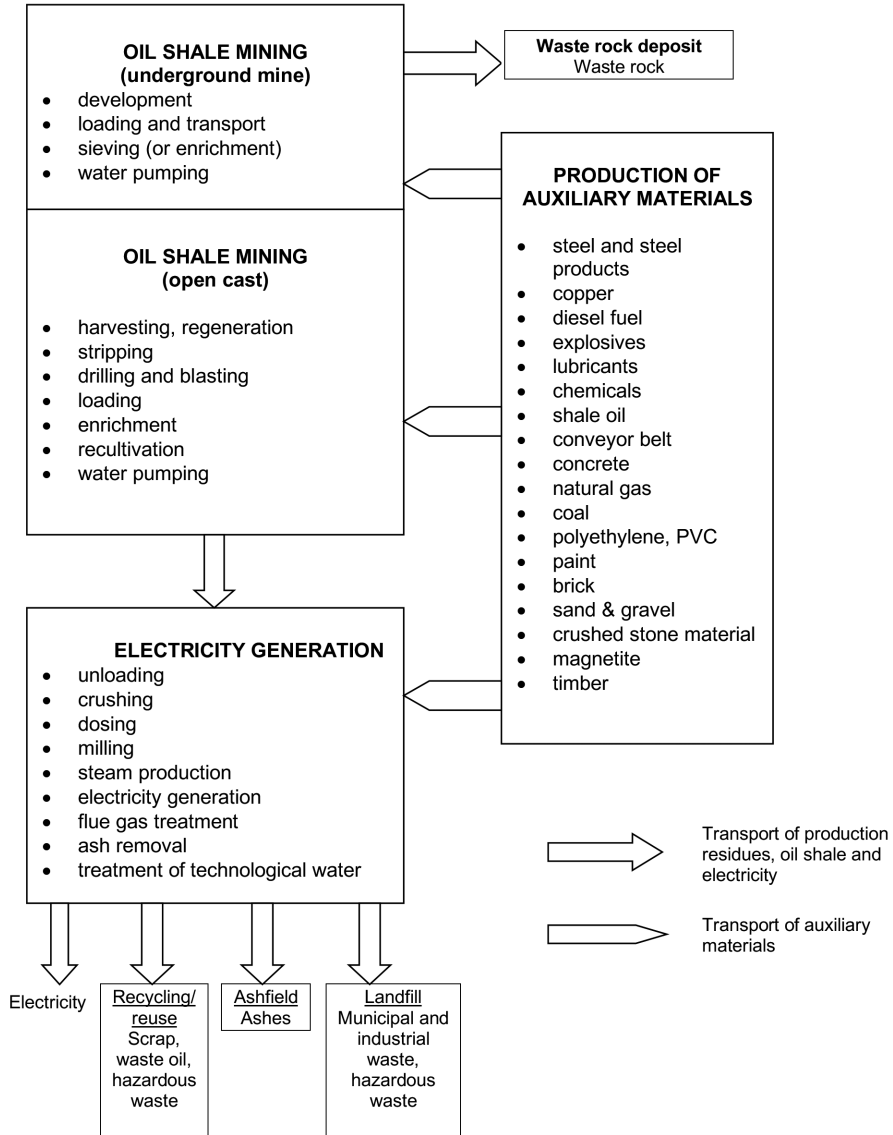 OIL SHALE MINING
(underground mine)
• development
• loading and transport
• sieving (or enrichment)
• water pumping
Waste rock deposit
Waste rock
OIL SHALE MINING
(open cast)
• harvesting, regeneration
• stripping
• drilling and blasting
• loading
• enrichment
• recultivation
• water pumping
PRODUCTION OF
AUXILIARY MATERIALS
• steel and steel
products
• copper
• diesel fuel
• explosives
• lubricants
• chemicals
• shale oil
• conveyor belt
• concrete
• natural gas
• coal
• polyethylene, PVC
• paint
• brick
• sand & gravel
• crushed stone material
• magnetite
• timber
ELECTRICITY GENERATION
• unloading
• crushing
• dosing
• milling
• steam production
• electricity generation
• flue gas treatment
• ash removal
• treatment of technological water
Transport of production
residues, oil shale and
electricity
Transport of auxiliary
materials
Electricity
Recycling/
reuse
Scrap,
waste oil,
hazardous
waste
Ashfield
Ashes
Landfill
Municipal and
industrial
waste,
hazardous
waste